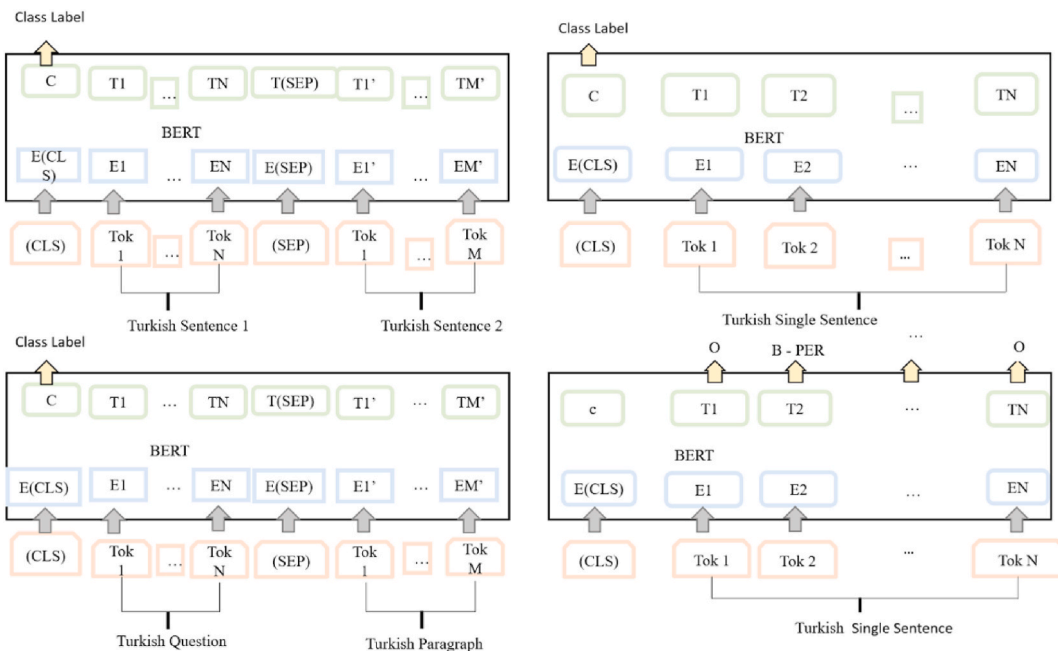 Class Label
C T1 ... TN T(SEP) T1' ... TM'
BERT
E(CL
S) E1 ... EN E(SEP) E1' ... EM'
(CLS) Tok
1 ... Tok
N (SEP) Tok
1 ... Tok
M
Turkish Sentence 1 Turkish Sentence 2
Class Label
C T1 T2 ... TN
BERT
E(CLS) E1 E2 ... EN
(CLS) Tok 1 Tok 2 ... Tok N
Turkish Single Sentence
Class Label
C T1 ... TN T(SEP) T1' ... TM'
BERT
E(CLS) E1 ... EN E(SEP) E1' ... EM'
(CLS) Tok
1 ... Tok
N (SEP) Tok
1 ... Tok
M
Turkish Question Turkish Paragraph
O B - PER ... O
c T1 T2 ... TN
BERT
E(CLS) E1 E2 ... EN
(CLS) Tok 1 Tok 2 ... Tok N
Turkish Single Sentence